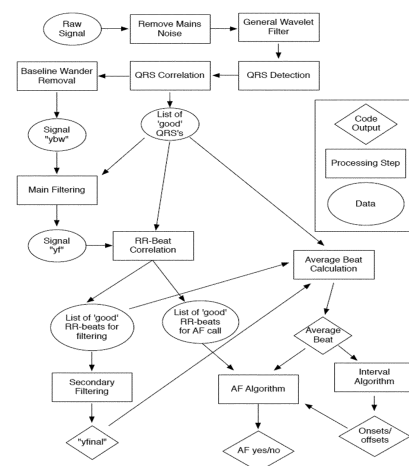 Raw
Signal
Remove Mains
Noise
General Wavelet
Filter
Baseline Wander
Removal
QRS Correlation
QRS Detection
Signal
"ybw"
List of
'good'
QRS's
Code
Output
Processing Step
Data
Main Filtering
Signal
"yf"
RR-Beat
Correlation
Average Beat
Calculation
List of 'good'
RR-beats for
filtering
List of 'good'
RR-beats
for AF call
Average
Beat
Secondary
Filtering
AF Algorithm
Interval
Algorithm
"yfinal"
AF yes/no
Onsets/
offsets